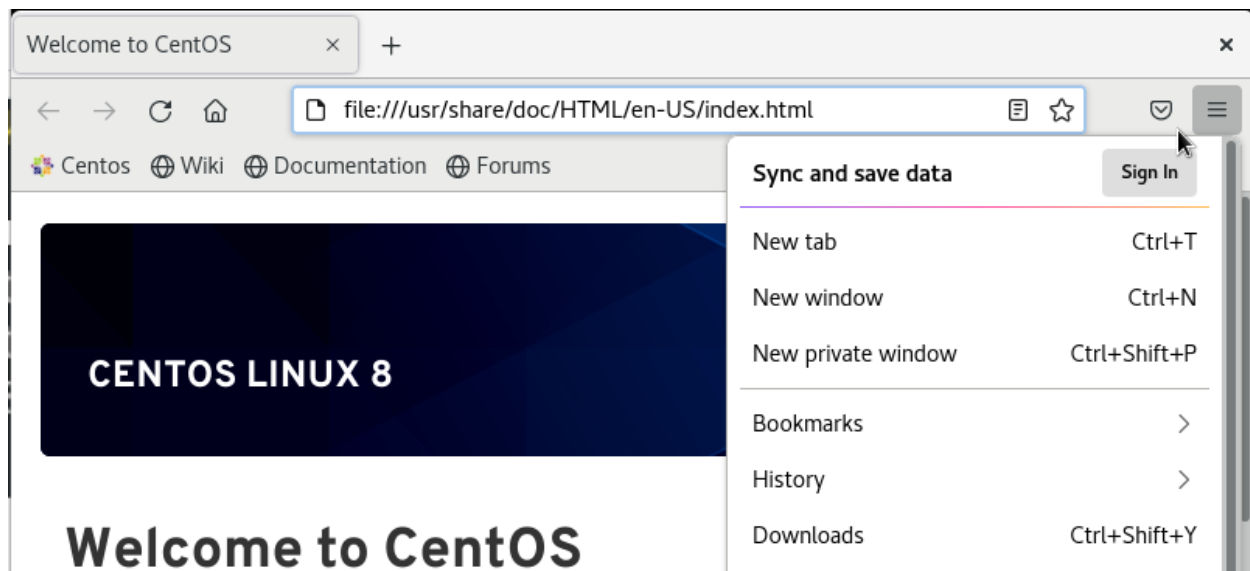 Welcome to CentOS
file:///usr/share/doc/HTML/en-US/index.html
Centos Wiki Documentation Forums
Sync and save data Sign In
New tab Ctrl+T
New window Ctrl+N
New private window Ctrl+Shift+P
Bookmarks
History
Downloads Ctrl+Shift+Y
CENTOS LINUX 8
Welcome to CentOS